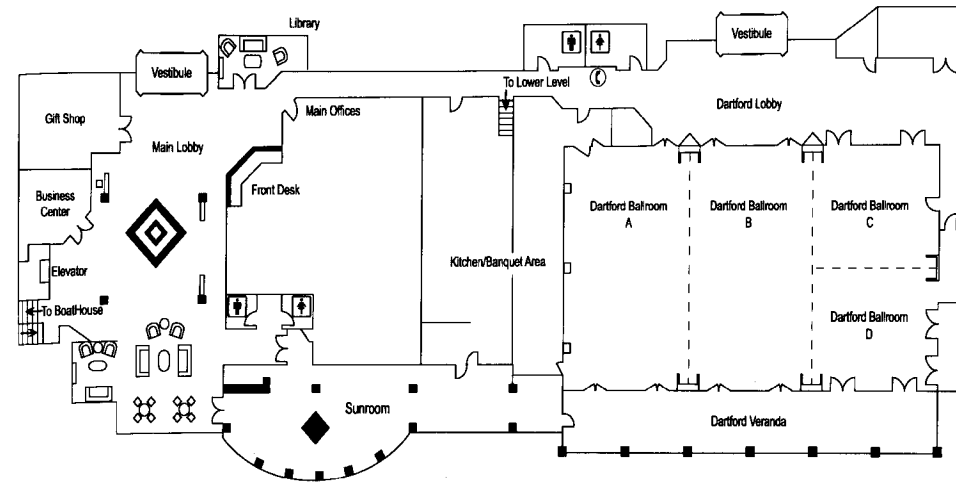 Library
Vestibule
Vestibule
To Lower Level
Dartford Lobby
Gift Shop
Main Offices
Main Lobby
Front Desk
Business
Center
Dartford Ballroom
A
Dartford Ballroom
B
Dartford Ballroom
C
Kitchen/Banquet Area
Elevator
To BoatHouse
Dartford Ballroom
D
Sunroom
Dartford Veranda